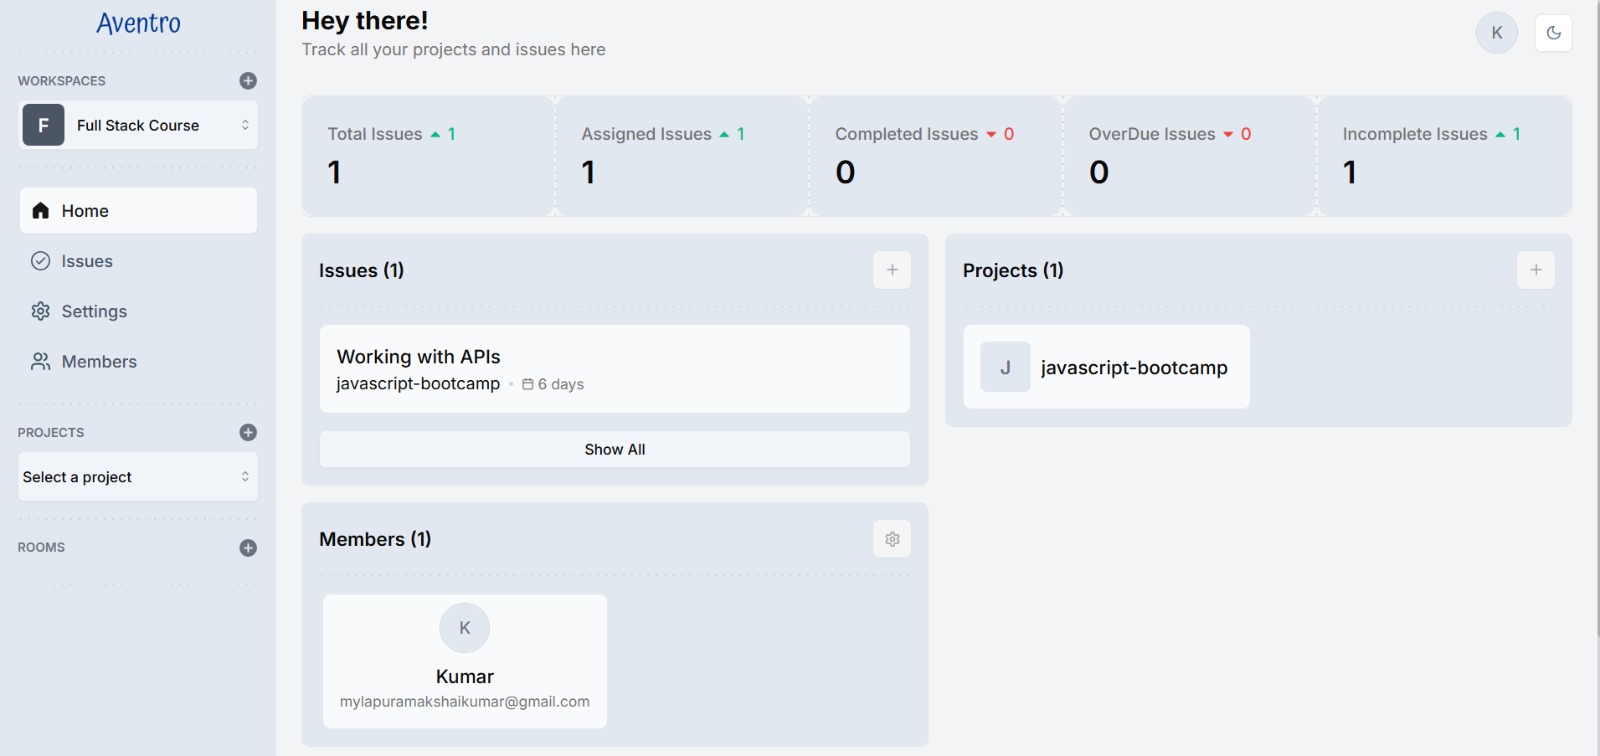 Aventro
WORKSPACES
F Full Stack Course
Home
Issues
Settings
Members
PROJECTS
Select a project
ROOMS
Hey there!
Track all your projects and issues here
K
Total Issues 1
1
Assigned Issues 1
1
Completed Issues 0
0
OverDue Issues 0
0
Incomplete Issues 1
1
Issues (1)
Working with APIs
javascript-bootcamp • 6 days
Show All
Projects (1)
J javascript-bootcamp
Members (1)
K
Kumar
mylapuramakshaikumar@gmail.com